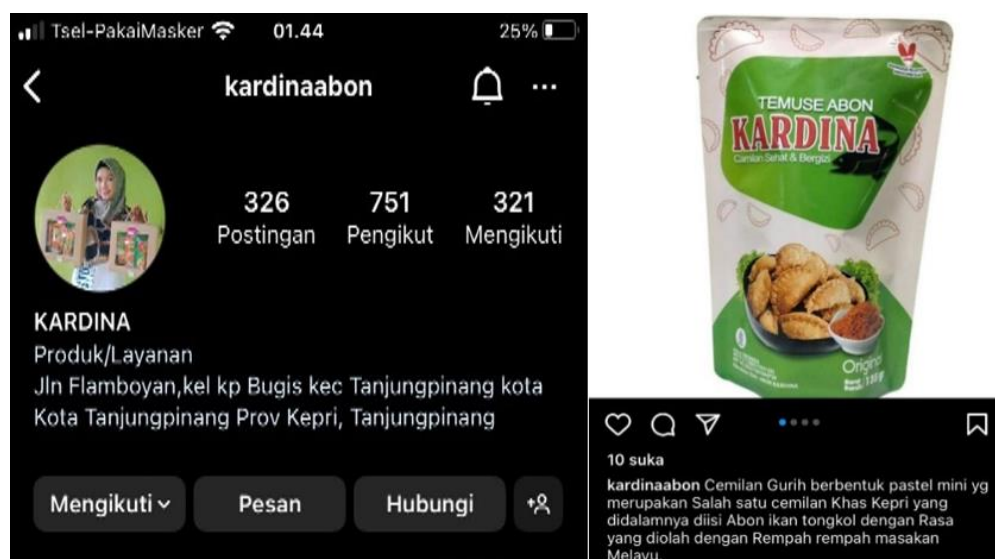 Tsel-PakaiMasker 01.44 25%
kardinaabon
326 751 321
Postingan Pengikut Mengikuti
KARDINA
Produk/Layanan
Jln Flamboyan,kel kp Bugis kec Tanjungpinang kota
Kota Tanjungpinang Prov Kepri, Tanjungpinang
Mengikuti Pesan Hubungi
TEMUSE ABON
KARDINA
Camilan Sehat & Bergizi
Original
10 suka
kardinaabon Cemilan Gurih berbentuk pastel mini yg
merupakan Salah satu cemilan Khas Kepri yang
didalamnya diisi Abon ikan tongkol dengan Rasa
yang diolah dengan Rempah rempah masakan
Melayu.